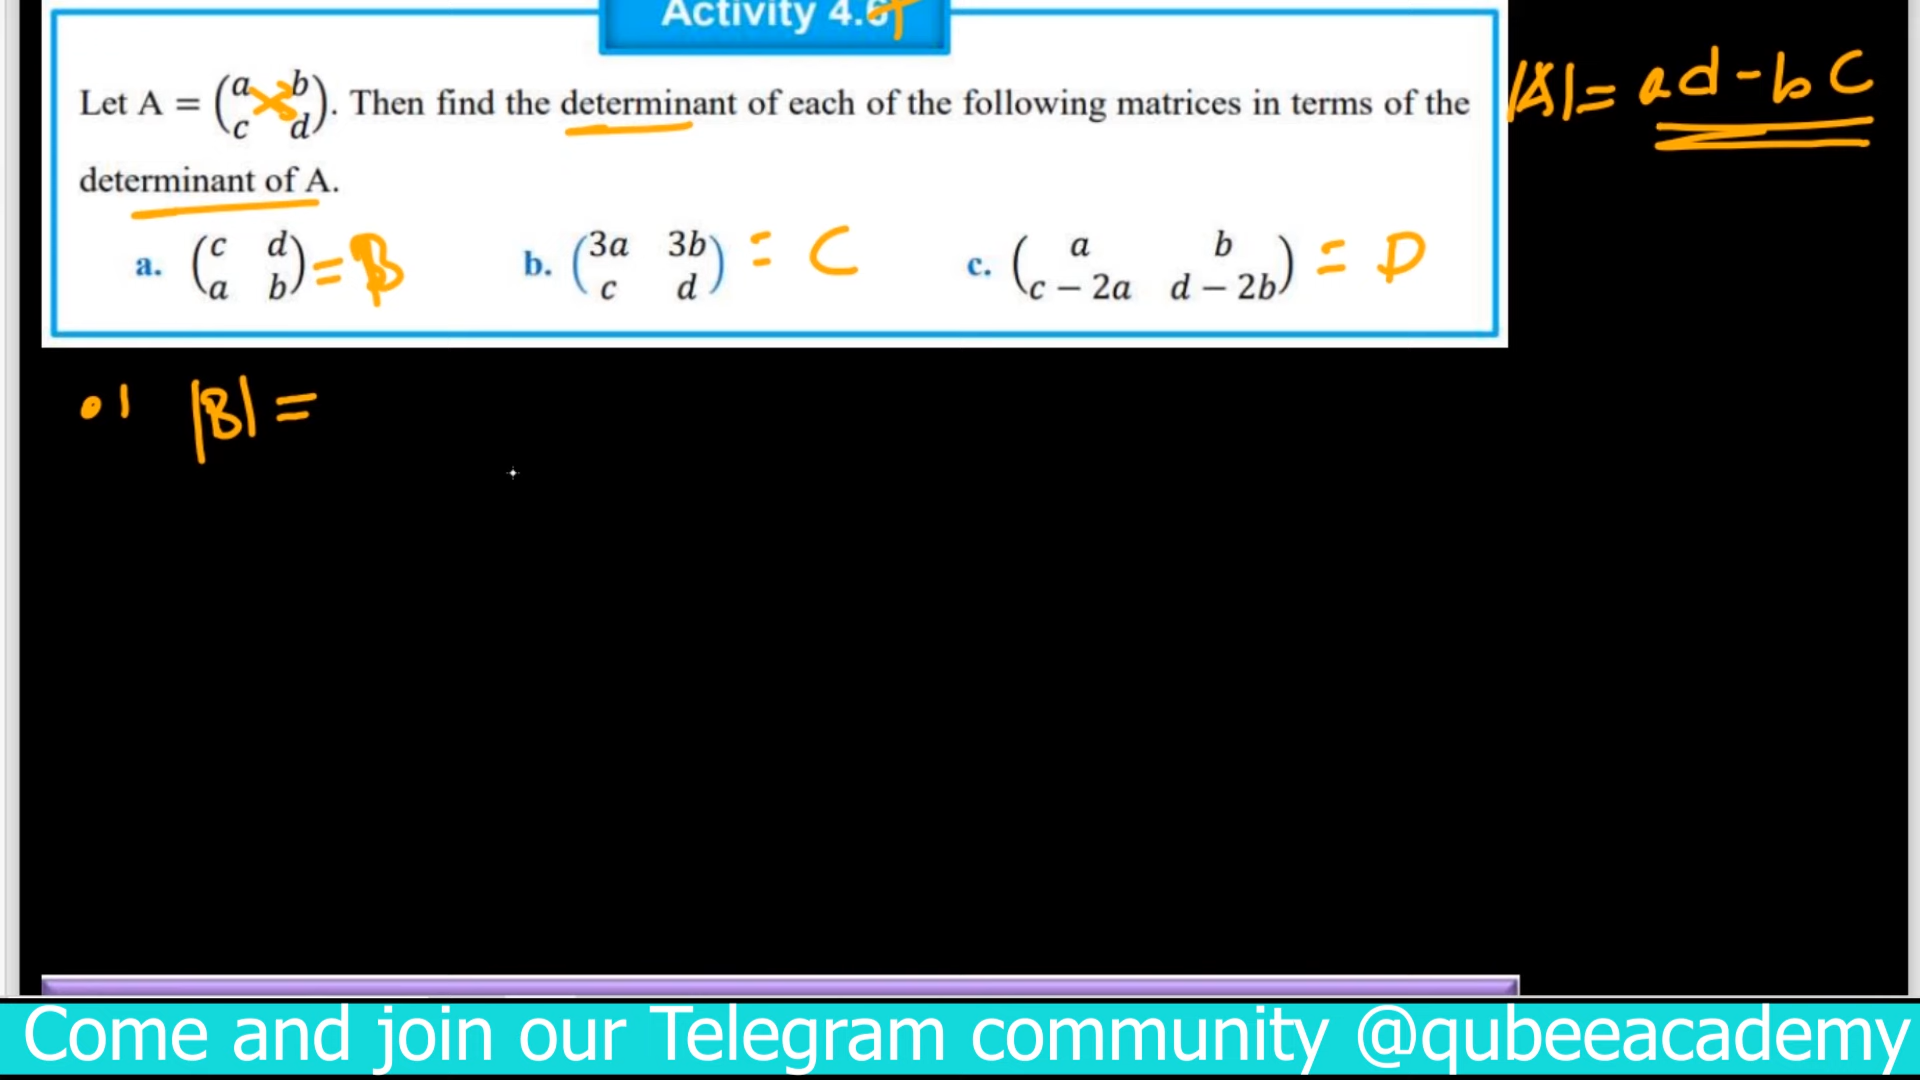 Activity 4.6
Let A = (a b
c d). Then find the determinant of each of the following matrices in terms of the
determinant of A.
|A| = ad - bc
a. (c d
a b) = B
b. (3a 3b
c d) = C
c. (a b
c − 2a d − 2b) = D
|B| =
Come and join our Telegram community @qubeeacademy